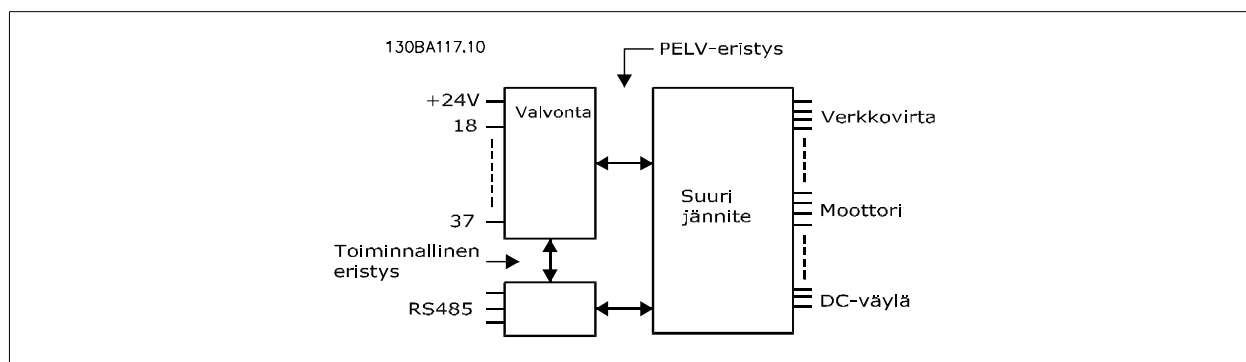 130BA117.10
PELV-eristys
+24V
18
37
Valvonta
Suuri
jännite
Verkkovirta
Moottori
DC-väylä
Toiminnallinen
eristys
RS485